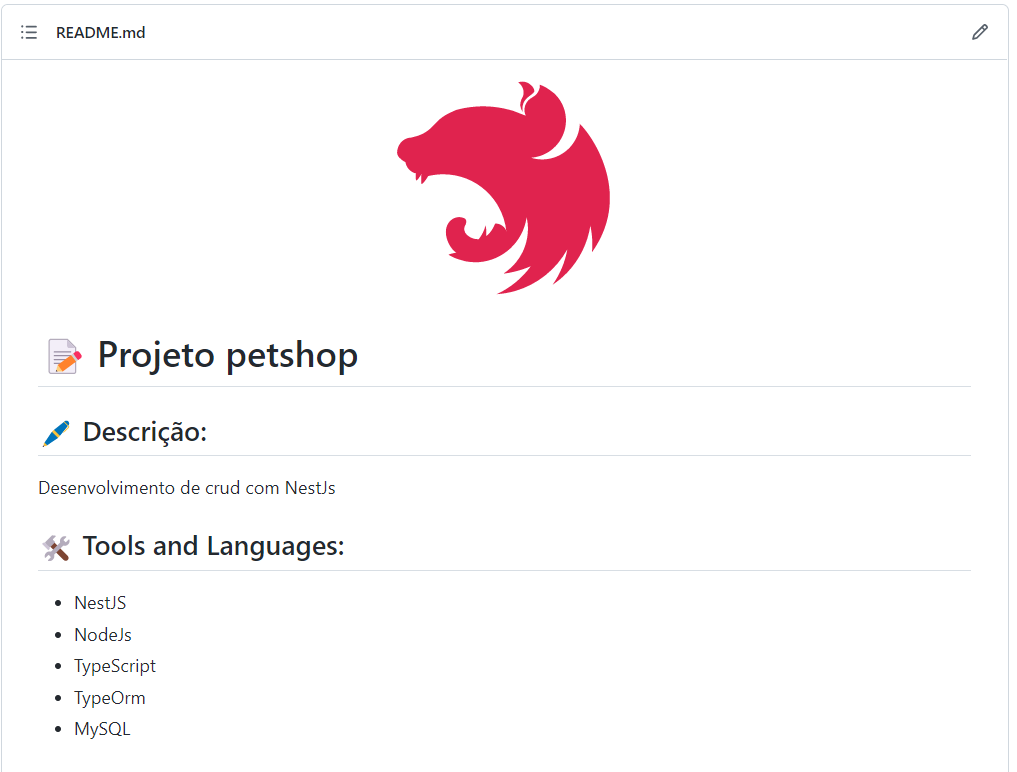 README.md
Projeto petshop
Descrição:
Desenvolvimento de crud com NestJs
Tools and Languages:
NestJS
NodeJs
TypeScript
TypeOrm
MySQL